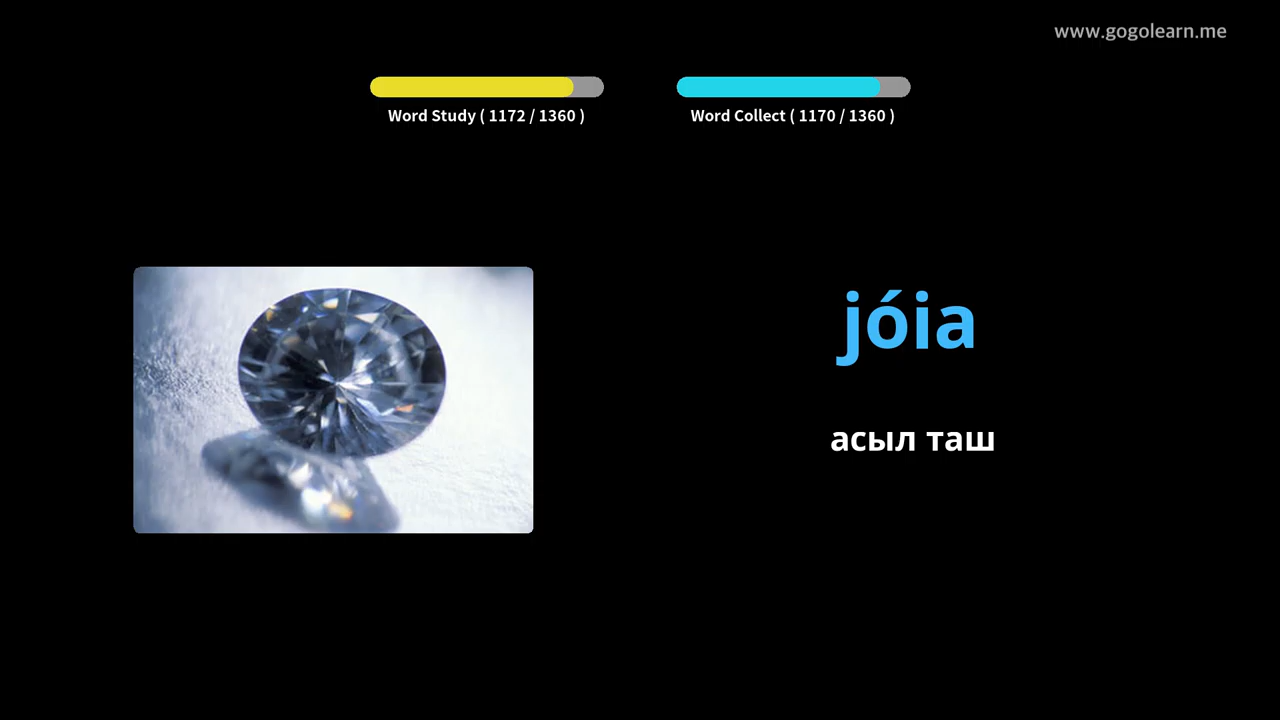 www.gogolearn.me
Word Study ( 1172 / 1360 )
Word Collect ( 1170 / 1360 )
jóia
асыл таш